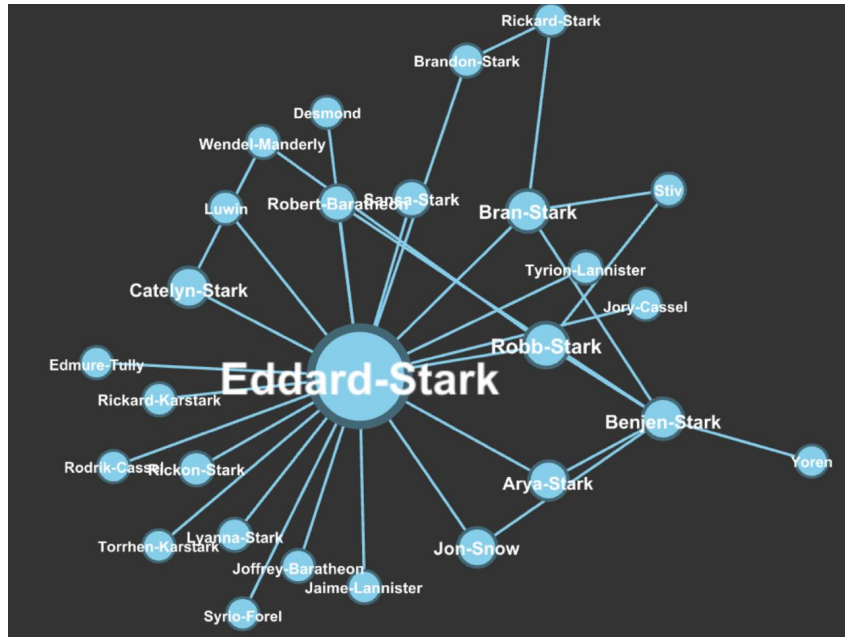 Rickard-Stark
Brandon-Stark
Desmond
Wendel-Manderly
Stiv
Sansa-Stark
Robert-Baratheon
Luwin
Bran-Stark
Tyrion-Lannister
Catelyn-Stark
Jory-Cassel
Robb-Stark
Edmure-Tully
Eddard-Stark
Rickard-Karstark
Benjen-Stark
Yoren
Rodrik-Cassel
Rickon-Stark
Arya-Stark
Lyanna-Stark
Torrhen-Karstark
Jon-Snow
Joffrey-Baratheon
Jaime-Lannister
Syrio-Forel